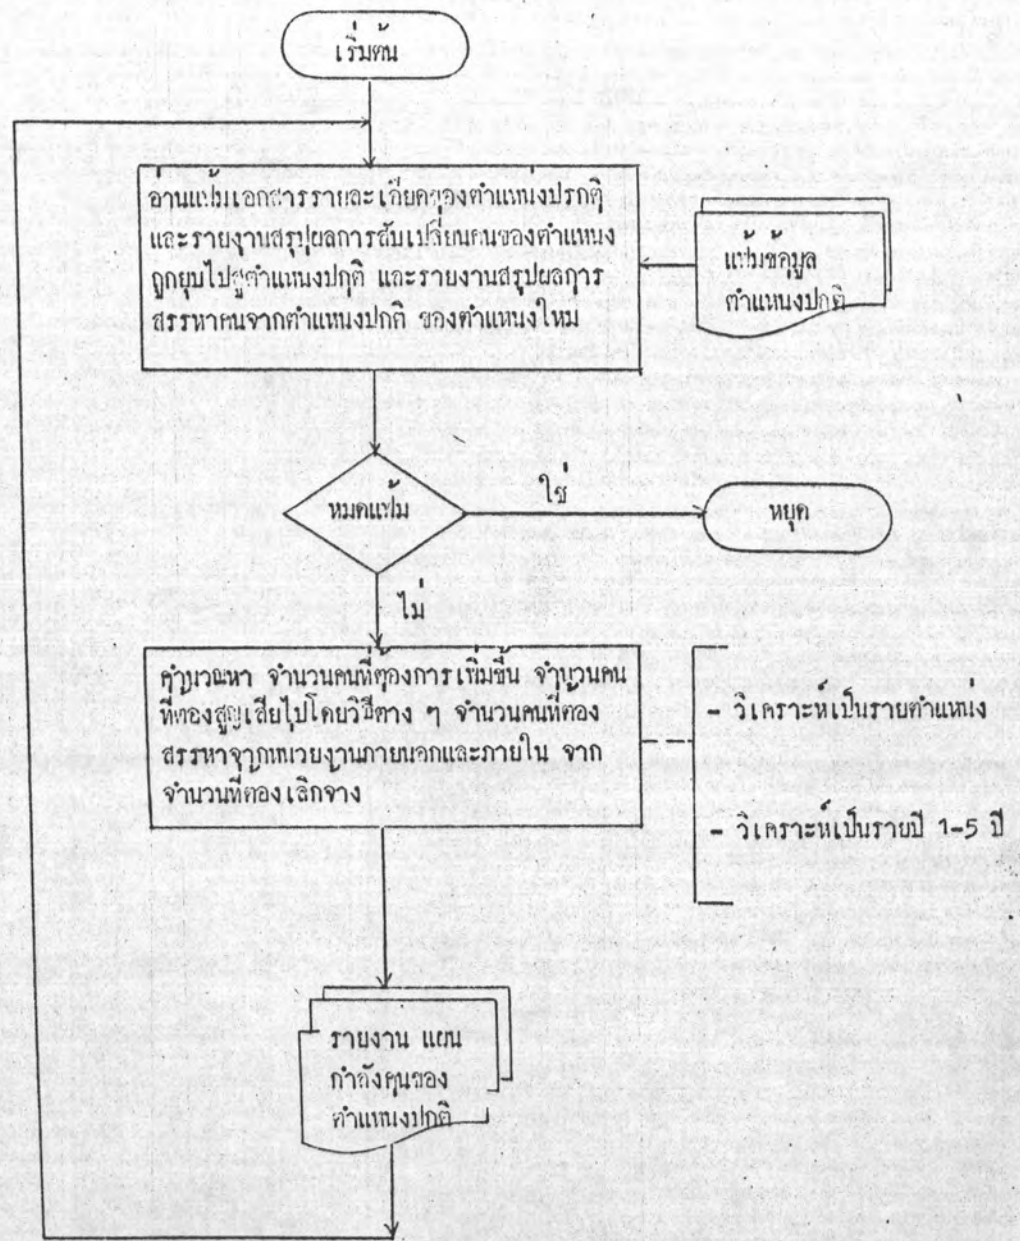 เริ่มต้น
อ่านแฟ้มเอกสารรายละเอียดของตำแหน่งปรกติ
และรายงานสรุปผลการสับเปลี่ยนคนของตำแหน่ง
ถูกยุบไปสู่ตำแหน่งปกติ และรายงานสรุปผลการ
สรรหาคนจากตำแหน่งปกติ ของตำแหน่งใหม่
แฟ้มข้อมูล
ตำแหน่งปกติ
หมดแฟ้ม
ใช่
หยุด
ไม่
คำนวณหา จำนวนคนที่ต้องการเพิ่มขึ้น จำนวนคน
ที่ต้องสูญเสียไปโดยวิธีต่าง ๆ จำนวนคนที่ต้อง
สรรหาจากหน่วยงานภายนอกและภายใน จาก
จำนวนที่ต้องเลิกจ้าง
- วิเคราะห์เป็นรายตำแหน่ง
- วิเคราะห์เป็นรายปี 1-5 ปี
รายงาน แผน
กำลังคนของ
ตำแหน่งปกติ